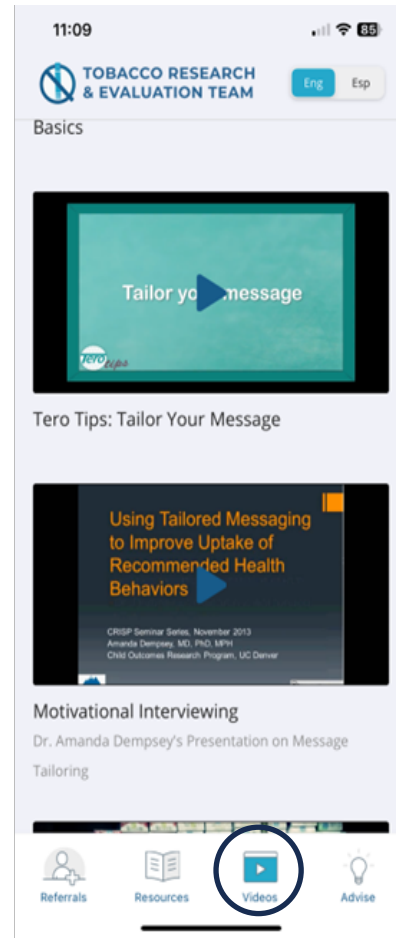 11:09
85
TOBACCO RESEARCH
& EVALUATION TEAM
Eng Esp
Basics
Tailor your message
Tero tips
Tero Tips: Tailor Your Message
Using Tailored Messaging
to Improve Uptake of
Recommended Health
Behaviors
CRISP Seminar Series, November 2013
Amanda Dempsey, MD, PhD, MPH
Child Outcomes Research Program, UC Denver
Motivational Interviewing
Dr. Amanda Dempsey's Presentation on Message
Tailoring
Referrals Resources Videos Advise